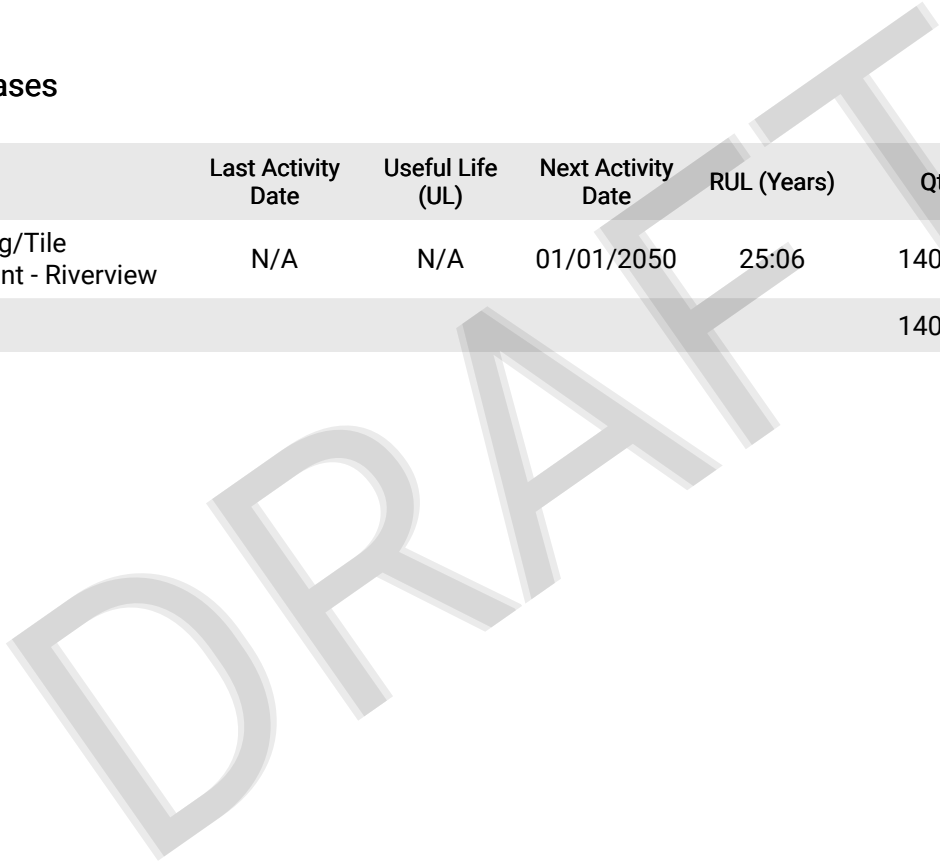 ases
Last Activity Date Useful Life (UL) Next Activity Date RUL (Years) Qt
g/Tile
nt - Riverview N/A N/A 01/01/2050 25:06 140
140
DRAFT